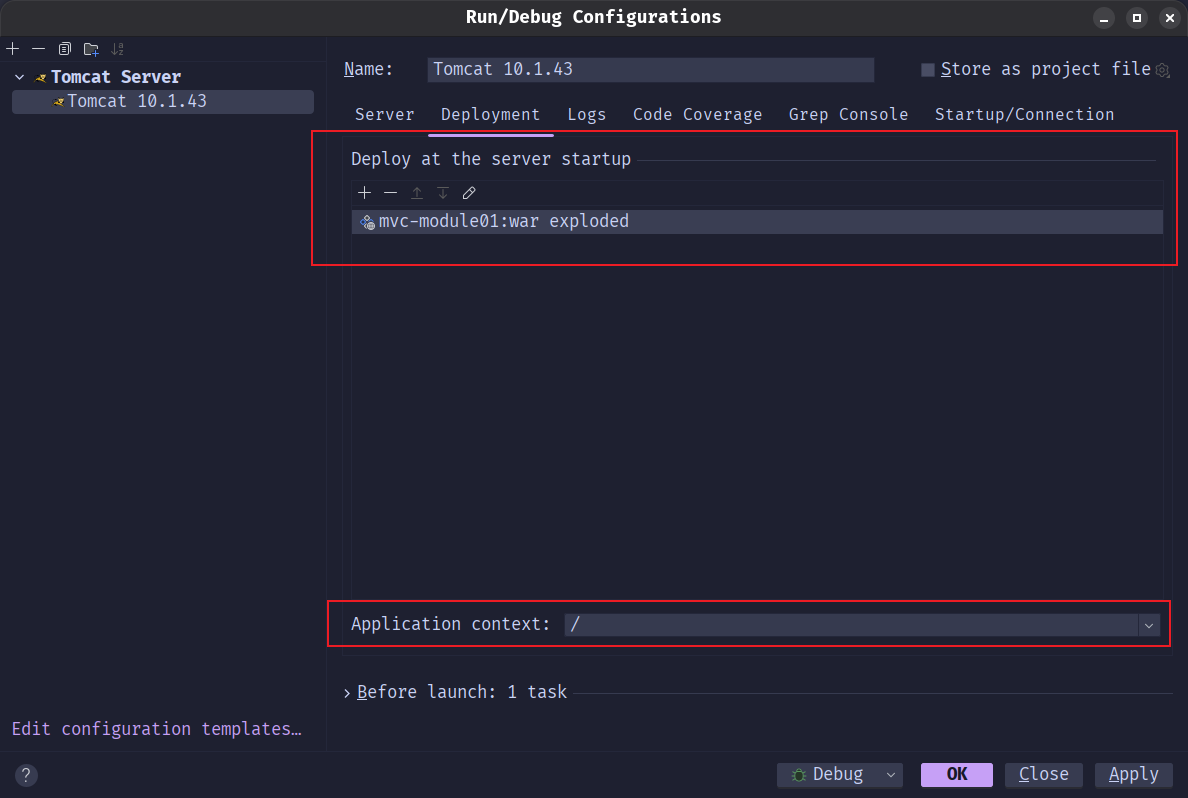 Run/Debug Configurations
Tomcat Server
Tomcat 10.1.43
Edit configuration templates…
Name: Tomcat 10.1.43 Store as project file
Server Deployment Logs Code Coverage Grep Console Startup/Connection
Deploy at the server startup
mvc-module01:war exploded
Application context: /
Before launch: 1 task
? Debug OK Close Apply